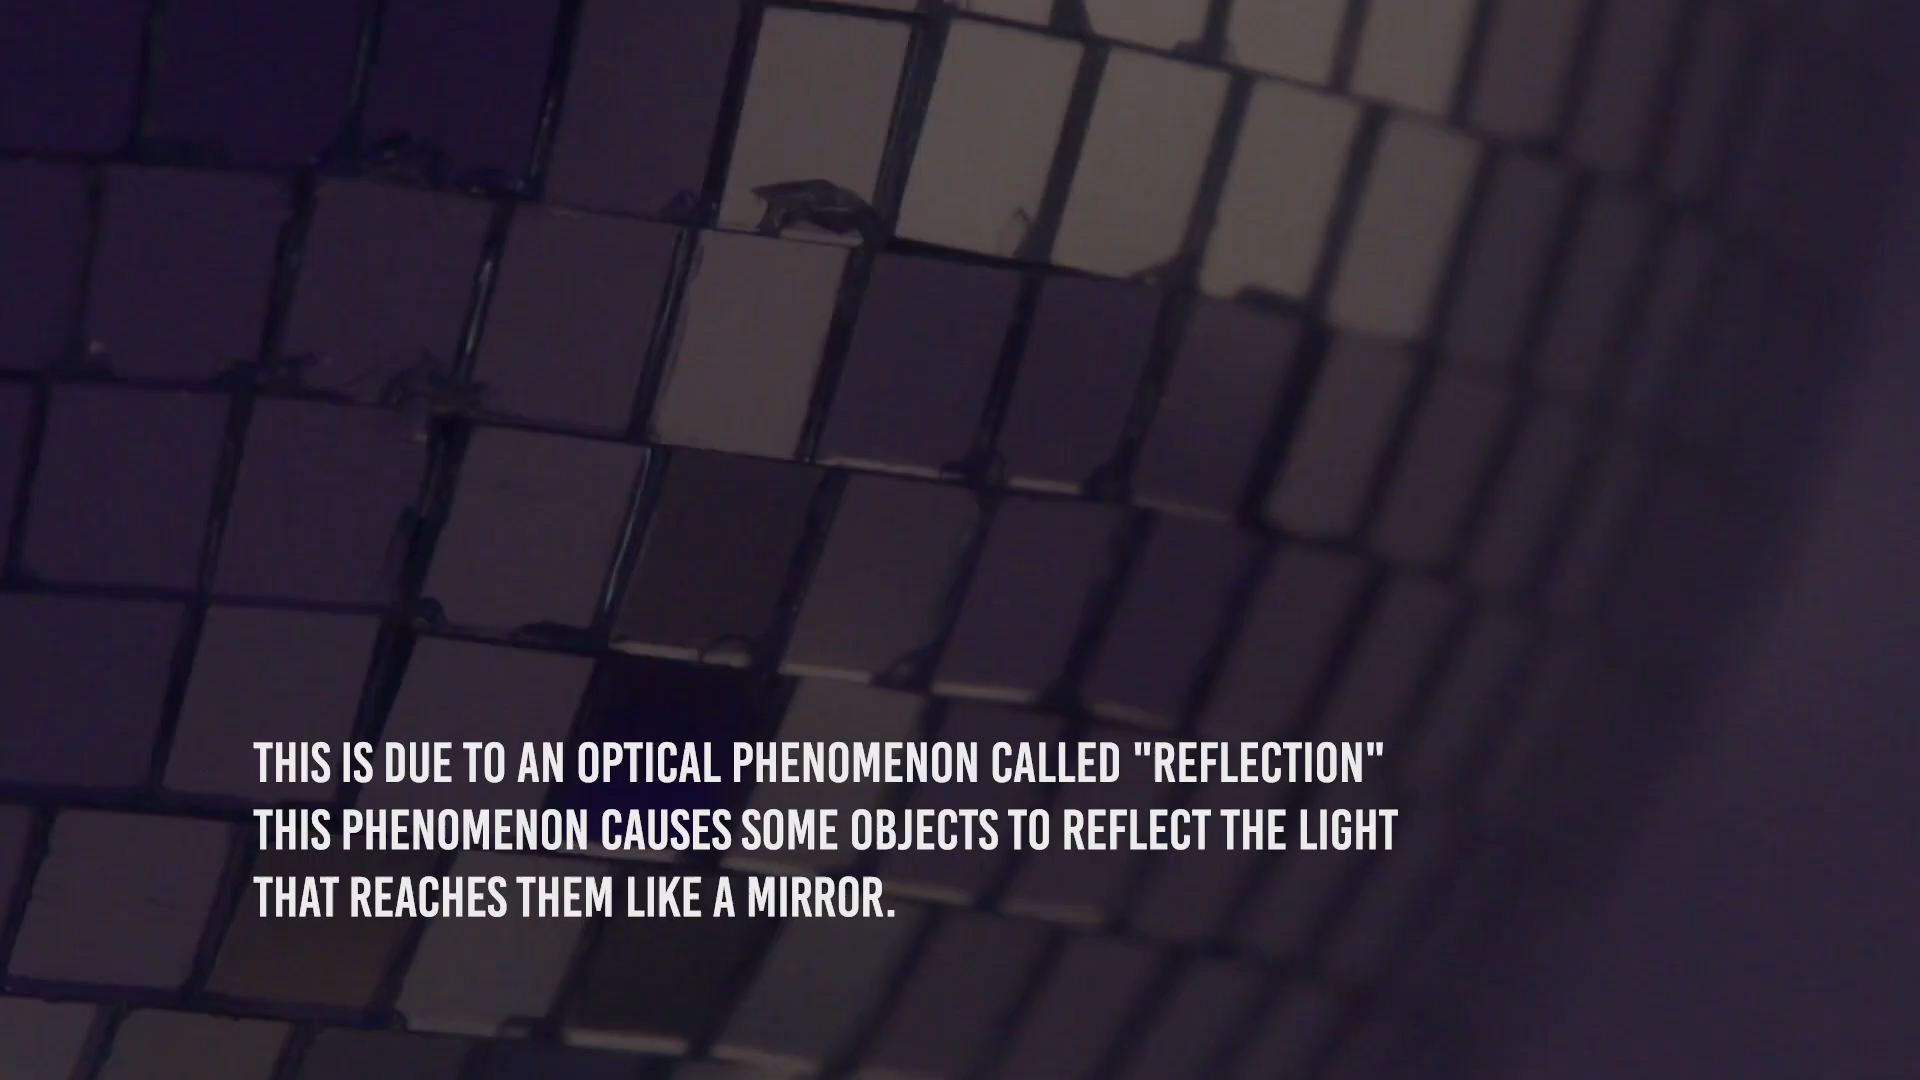 THIS IS DUE TO AN OPTICAL PHENOMENON CALLED "REFLECTION"
THIS PHENOMENON CAUSES SOME OBJECTS TO REFLECT THE LIGHT
THAT REACHES THEM LIKE A MIRROR.